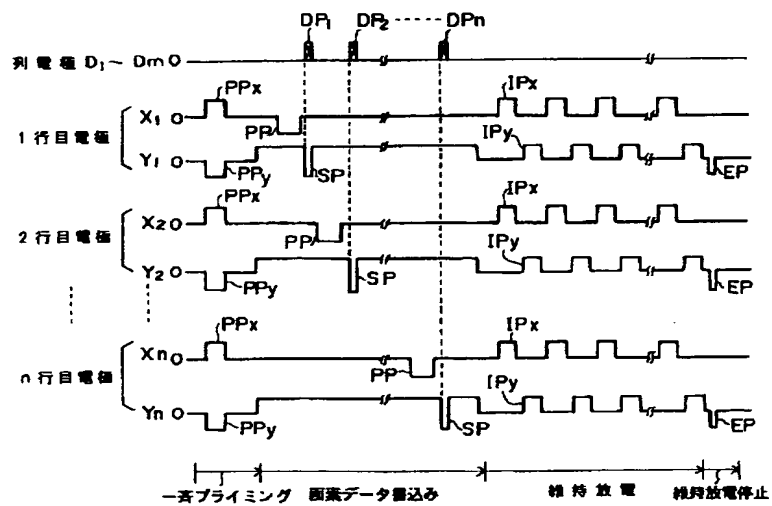 DP₁ DP₂ DPn
列電極 D₁〜Dm 0
PPx IPx
1行目電極 X₁ 0
PP IPy
Y₁ 0
PPy SP EP
PPx IPx
2行目電極 X₂ 0
PP IPy
Y₂ 0
PPy SP EP
PPx IPx
n行目電極 Xn 0
PP IPy
Yn 0
PPy SP EP
一斉プライミング 画素データ書込み 維持放電 維持放電停止